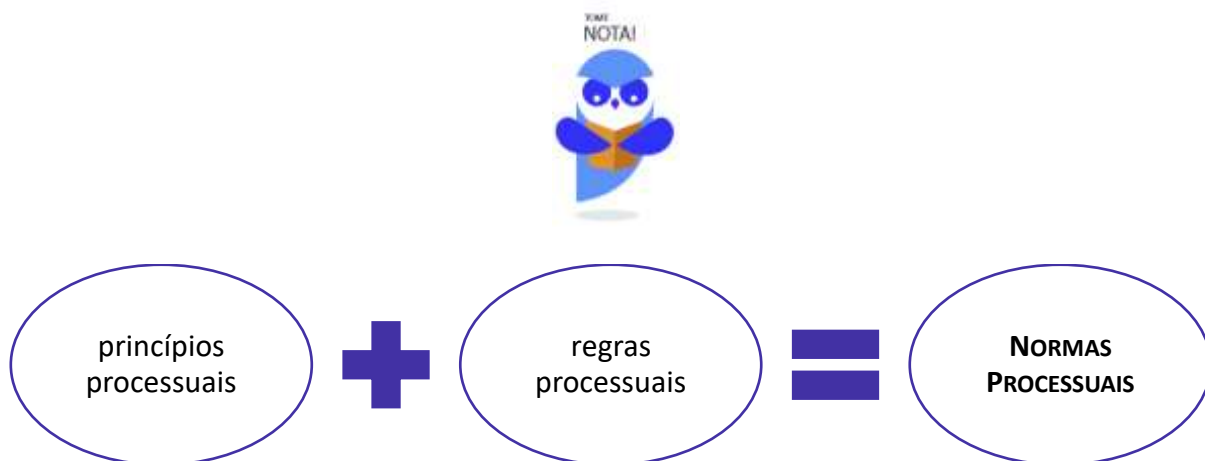 TOME
NOTA!
princípios
processuais
regras
processuais
NORMAS
PROCESSUAIS